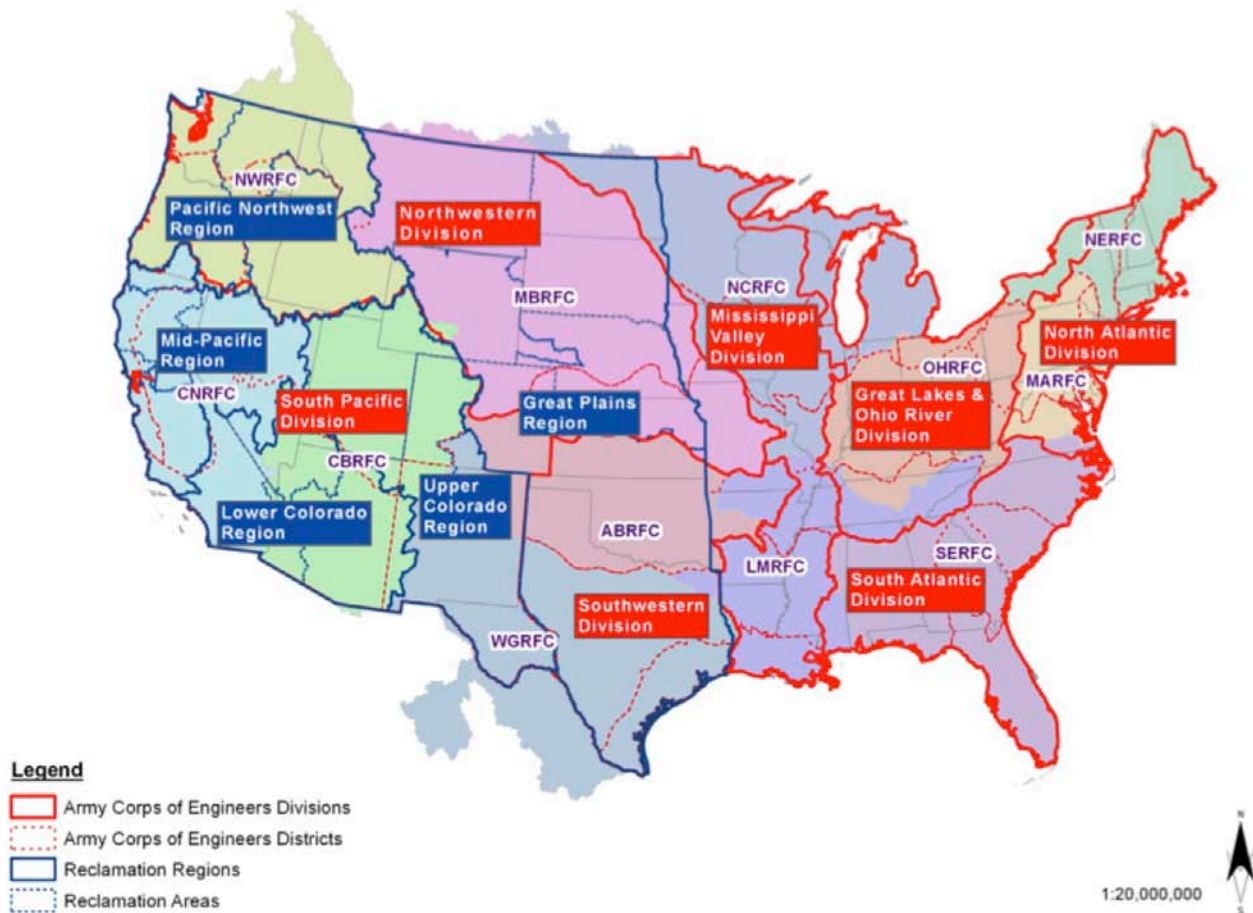 NWRFC
Pacific Northwest
Region
Northwestern
Division
NERFC
MBRFC
NCRFC
Mississippi
Valley
Division
North Atlantic
Division
Mid-Pacific
Region
OHRFC
MARFC
CNRFC
South Pacific
Division
Great Plains
Region
Great Lakes &
Ohio River
Division
CBRFC
Upper
Colorado
Region
Lower Colorado
Region
ABRFC
LMRFC
SERFC
South Atlantic
Division
Southwestern
Division
WGRFC
Legend
Army Corps of Engineers Divisions
Army Corps of Engineers Districts
Reclamation Regions
Reclamation Areas
1:20,000,000
N
S